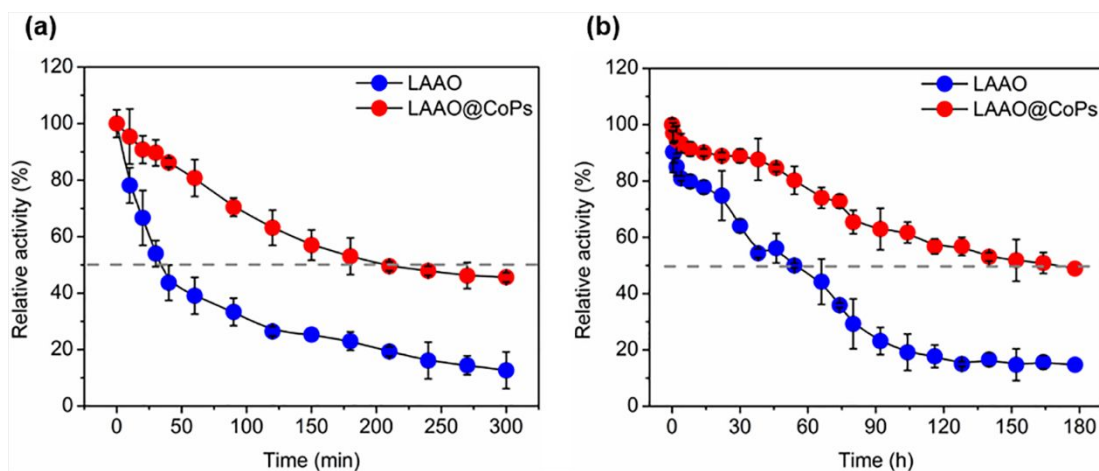 (a)
Relative activity (%)
120
100
80
60
40
20
0
LAAO
LAAO@CoPs
0 50 100 150 200 250 300
Time (min)
(b)
Relative activity (%)
120
100
80
60
40
20
0
LAAO
LAAO@CoPs
0 30 60 90 120 150 180
Time (h)